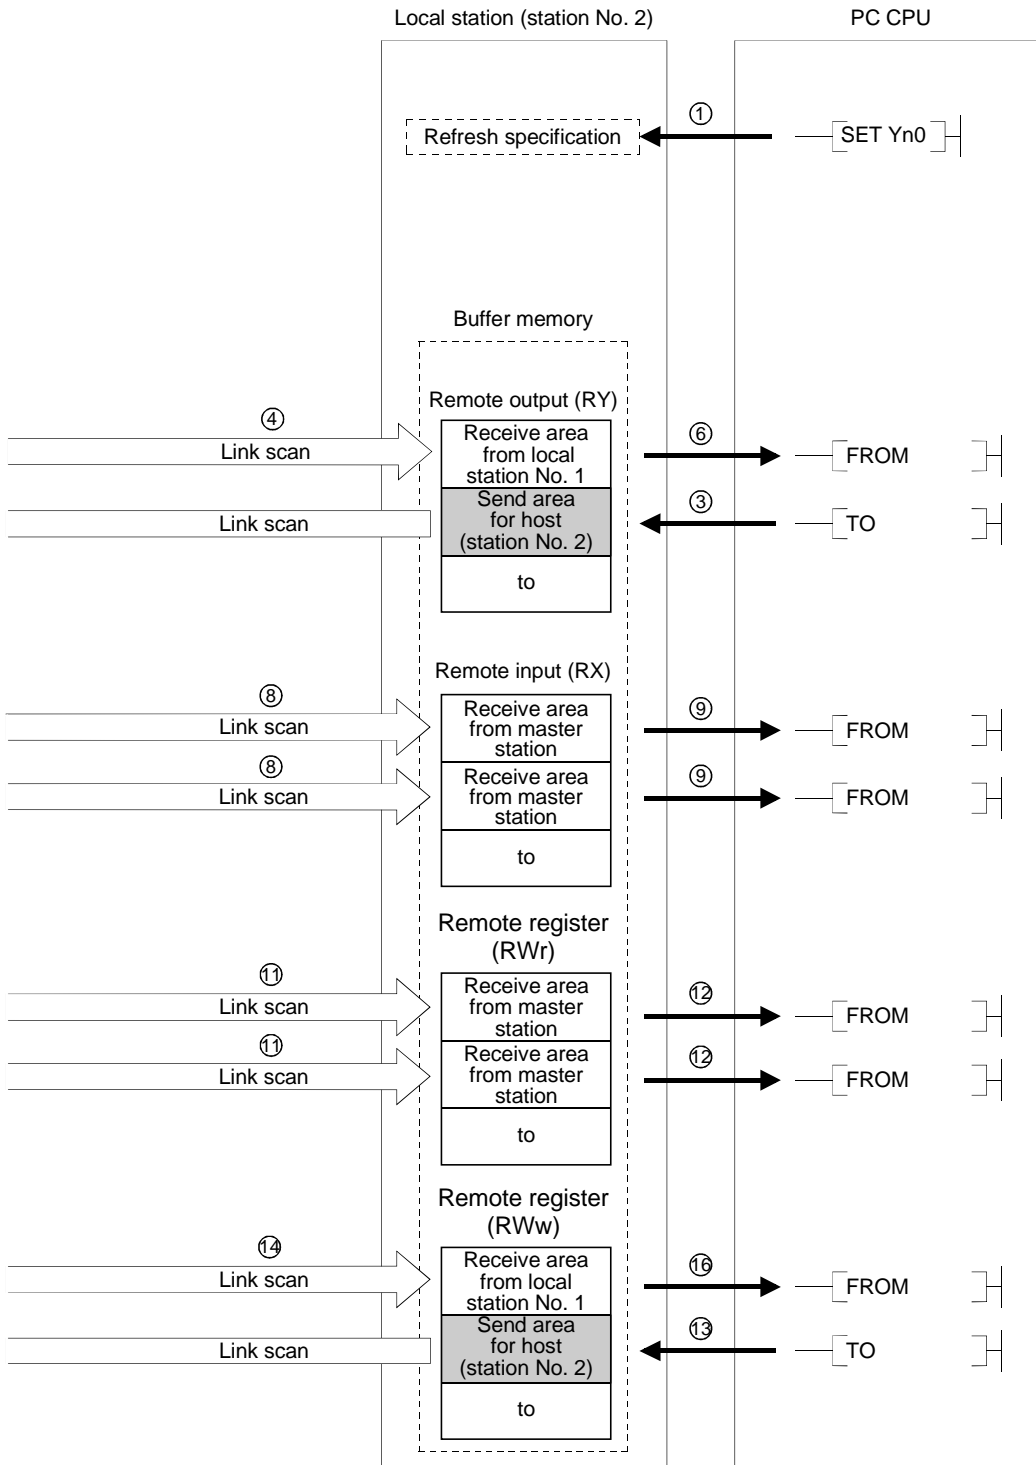 Local station (station No. 2)
PC CPU
①
Refresh specification
SET Yn0
Buffer memory
Remote output (RY)
④
Link scan
Receive area
from local
station No. 1
⑥
FROM
Link scan
Send area
for host
(station No. 2)
③
TO
to
Remote input (RX)
⑧
Link scan
Receive area
from master
station
⑨
FROM
⑧
Link scan
Receive area
from master
station
⑨
FROM
to
Remote register
(RWr)
⑪
Link scan
Receive area
from master
station
⑫
FROM
⑪
Link scan
Receive area
from master
station
⑫
FROM
to
Remote register
(RWw)
⑭
Link scan
Receive area
from local
station No. 1
⑯
FROM
Link scan
Send area
for host
(station No. 2)
⑬
TO
to